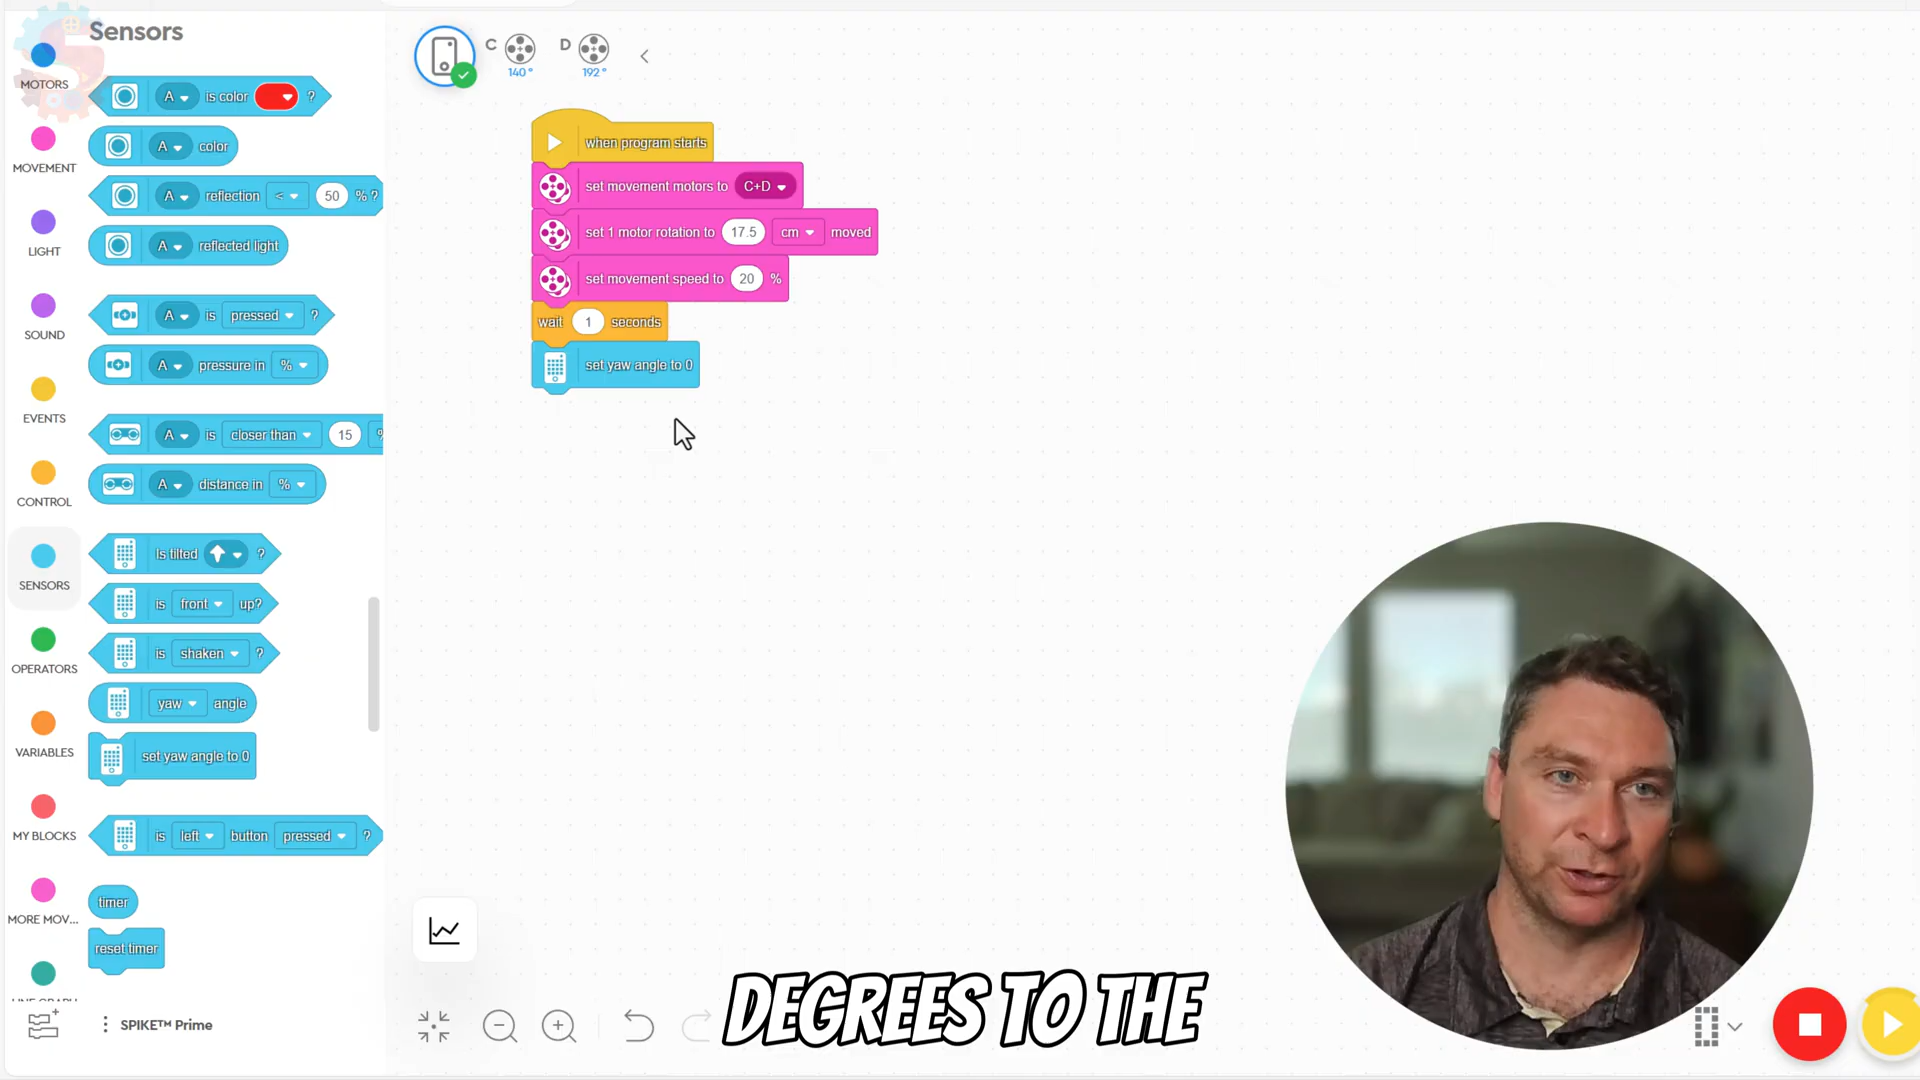 Sensors
MOTORS
MOVEMENT
LIGHT
SOUND
EVENTS
CONTROL
SENSORS
OPERATORS
VARIABLES
MY BLOCKS
MORE MOV...
A is color ?
A color
A reflection < 50 % ?
A reflected light
A is pressed ?
A pressure in %
A is closer than 15 %
A distance in %
Is tilted ?
is front up?
is shaken ?
yaw angle
set yaw angle to 0
is left button pressed ?
timer
reset timer
SPIKE™ Prime
C 140°
D 192°
when program starts
set movement motors to C+D
set 1 motor rotation to 17.5 cm moved
set movement speed to 20 %
wait 1 seconds
set yaw angle to 0
DEGREES TO THE